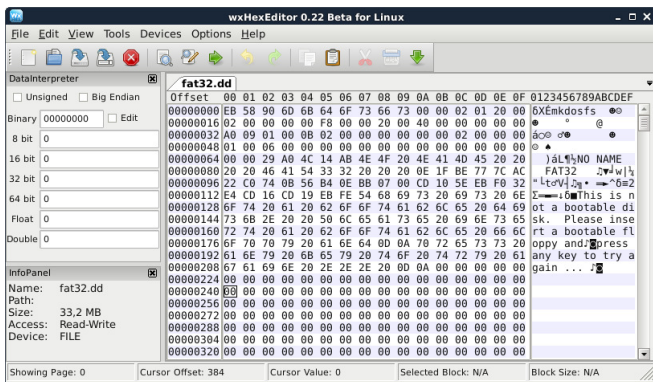 wxHexEditor 0.22 Beta for Linux
File Edit View Tools Devices Options Help
DataInterpreter
Unsigned Big Endian
Binary 00000000 Edit
8 bit 0
16 bit 0
32 bit 0
64 bit 0
Float 0
Double 0
InfoPanel
Name: fat32.dd
Path:
Size: 33,2 MB
Access: Read-Write
Device: FILE
fat32.dd
Offset 00 01 02 03 04 05 06 07 08 09 0A 0B 0C 0D 0E 0F 0123456789ABCDEF
00000000 EB 58 90 6D 6B 64 6F 73 66 73 00 00 02 01 20 00 δXÉmkdosfs ☻☺
00000016 02 00 00 00 00 F8 00 00 20 00 40 00 00 00 00 00 ☻ ° @
00000032 A0 09 01 00 0B 02 00 00 00 00 00 00 02 00 00 00 á○☺ ♂☻ ☻
00000048 01 00 06 00 00 00 00 00 00 00 00 00 00 00 00 00 ☺ ♠
00000064 00 00 29 A0 4C 14 AB 4E 4F 20 4E 41 4D 45 20 20 )áL¶½NO NAME
00000080 20 20 46 41 54 33 32 20 20 20 0E 1F BE 77 7C AC FAT32 ♫▼╛w|¼
00000096 22 C0 74 0B 56 B4 0E BB 07 00 CD 10 5E EB F0 32 "└t♂V┤♫╗• ═►^δ≡2
00000112 E4 CD 16 CD 19 EB FE 54 68 69 73 20 69 73 20 6E Σ═▬═↓δ■This is n
00000128 6F 74 20 61 20 62 6F 6F 74 61 62 6C 65 20 64 69 ot a bootable di
00000144 73 6B 2E 20 20 50 6C 65 61 73 65 20 69 6E 73 65 sk.  Please inse
00000160 72 74 20 61 20 62 6F 6F 74 61 62 6C 65 20 66 6C rt a bootable fl
00000176 6F 70 70 79 20 61 6E 64 0D 0A 70 72 65 73 73 20 oppy and♪◙press
00000192 61 6E 79 20 6B 65 79 20 74 6F 20 74 72 79 20 61 any key to try a
00000208 67 61 69 6E 20 2E 2E 2E 20 0D 0A 00 00 00 00 00 gain ... ♪◙
00000224 00 00 00 00 00 00 00 00 00 00 00 00 00 00 00 00
00000240 00 00 00 00 00 00 00 00 00 00 00 00 00 00 00 00
00000256 00 00 00 00 00 00 00 00 00 00 00 00 00 00 00 00
00000272 00 00 00 00 00 00 00 00 00 00 00 00 00 00 00 00
00000288 00 00 00 00 00 00 00 00 00 00 00 00 00 00 00 00
00000304 00 00 00 00 00 00 00 00 00 00 00 00 00 00 00 00
00000320 00 00 00 00 00 00 00 00 00 00 00 00 00 00 00 00
Showing Page: 0 Cursor Offset: 384 Cursor Value: 0 Selected Block: N/A Block Size: N/A